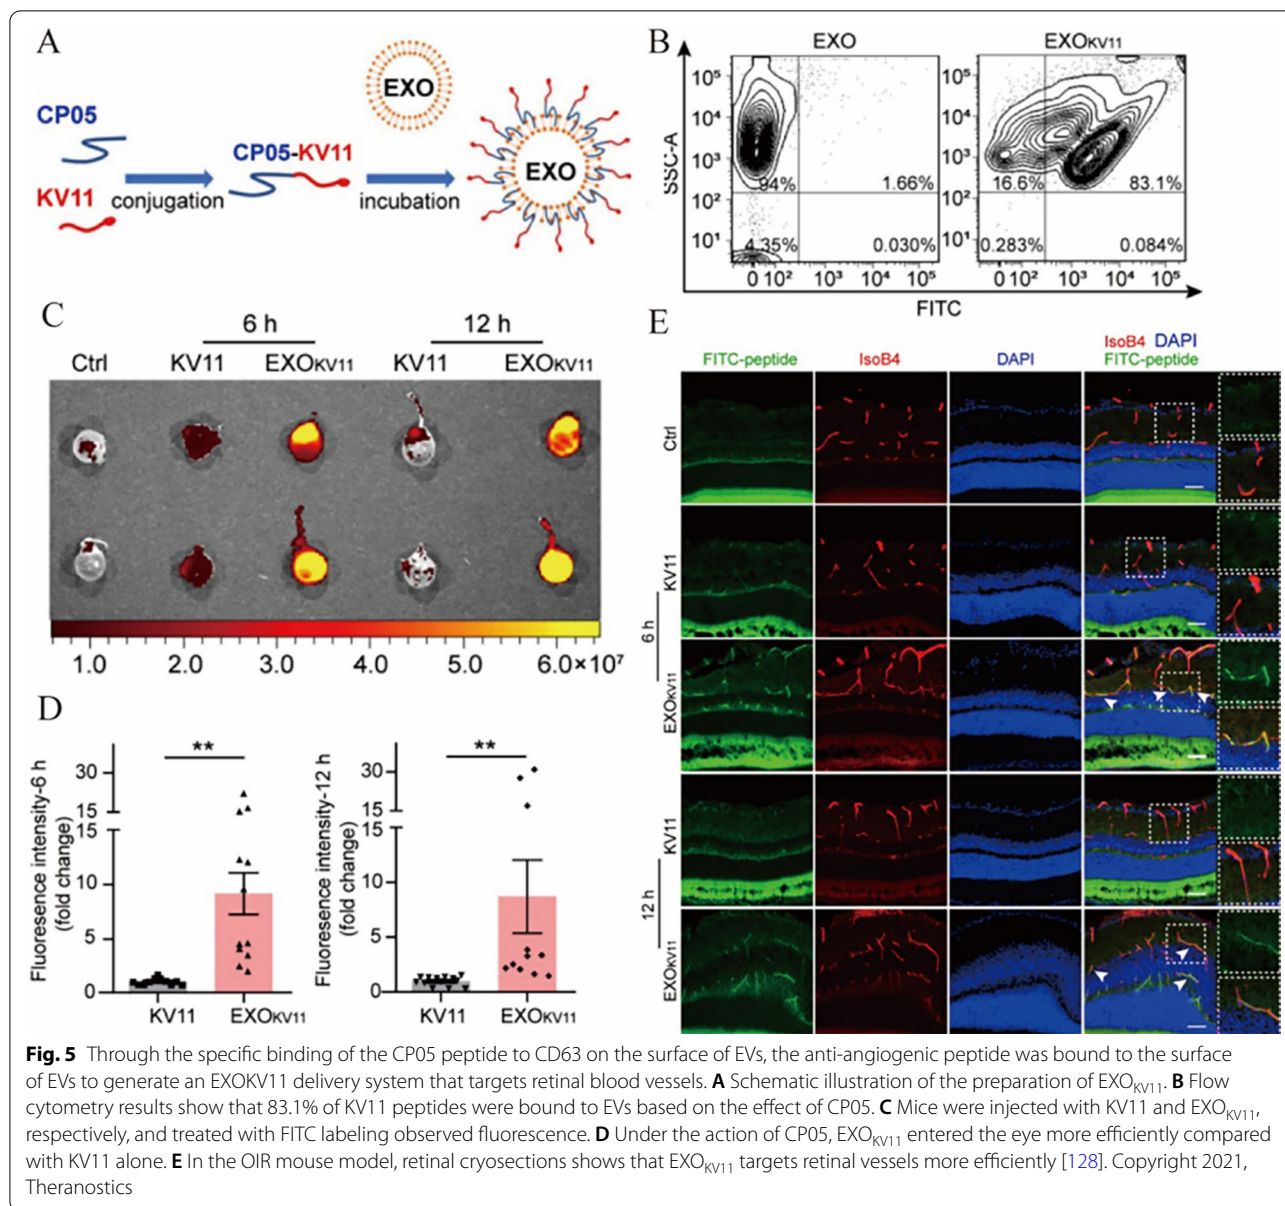 A
CP05
KV11
conjugation
CP05-KV11
EXO
incubation
EXO
B
EXO
EXOKV11
SSC-A
10⁵
10⁴
10³
10²
10¹
94%
1.66%
4.35%
0.030%
0 10² 10³ 10⁴ 10⁵
10⁵
10⁴
10³
10²
10¹
16.6%
83.1%
0.283%
0.084%
0 10² 10³ 10⁴ 10⁵
FITC
C
6 h
12 h
Ctrl
KV11
EXOKV11
KV11
EXOKV11
1.0 2.0 3.0 4.0 5.0 6.0×10⁷
D
Fluoresence intensity-6 h
(fold change)
30
15
15
10
5
0
**
KV11
EXOKV11
Fluoresence intensity-12 h
(fold change)
30
15
15
10
5
0
**
KV11
EXOKV11
E
FITC-peptide
IsoB4
DAPI
IsoB4 DAPI
FITC-peptide
Ctrl
6 h
KV11
EXOKV11
12 h
KV11
EXOKV11
Fig. 5 Through the specific binding of the CP05 peptide to CD63 on the surface of EVs, the anti-angiogenic peptide was bound to the surface
of EVs to generate an EXOKV11 delivery system that targets retinal blood vessels. A Schematic illustration of the preparation of EXOKV11. B Flow
cytometry results show that 83.1% of KV11 peptides were bound to EVs based on the effect of CP05. C Mice were injected with KV11 and EXOKV11,
respectively, and treated with FITC labeling observed fluorescence. D Under the action of CP05, EXOKV11 entered the eye more efficiently compared
with KV11 alone. E In the OIR mouse model, retinal cryosections shows that EXOKV11 targets retinal vessels more efficiently [128]. Copyright 2021,
Theranostics